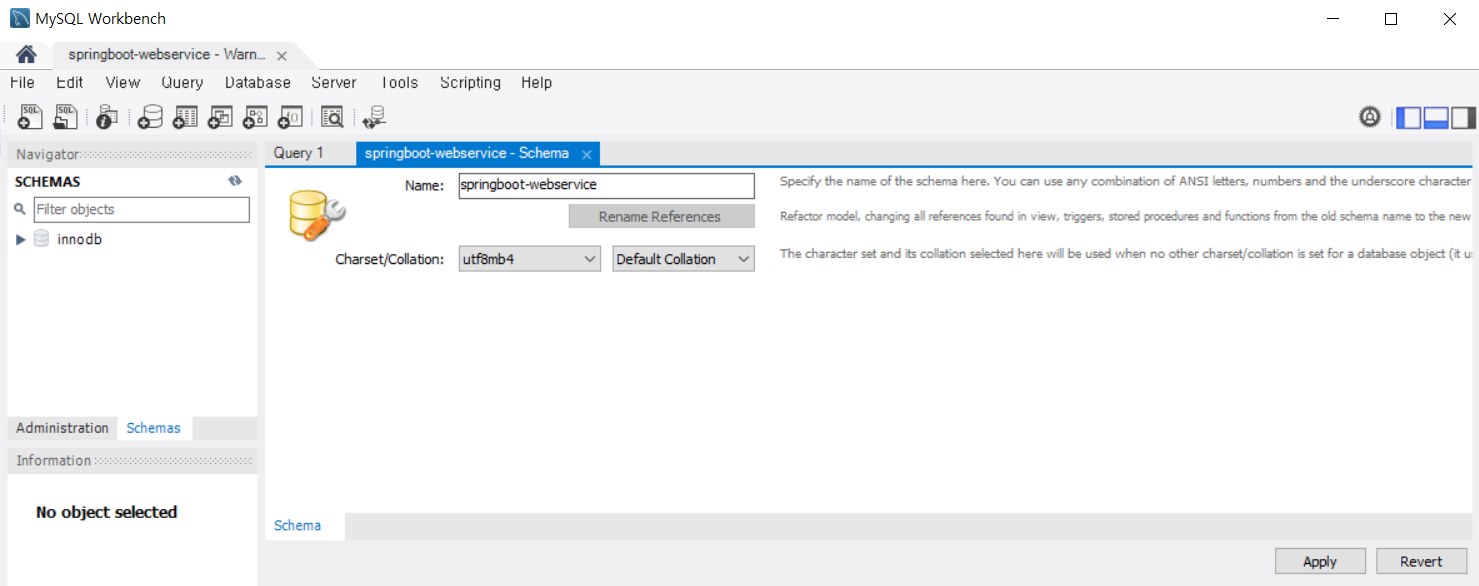 MySQL Workbench
springboot-webservice - Warn...
File Edit View Query Database Server Tools Scripting Help
SQL SQL
Navigator
SCHEMAS
Filter objects
innodb
Administration Schemas
Information
No object selected
Query 1 springboot-webservice - Schema
Name: springboot-webservice Specify the name of the schema here. You can use any combination of ANSI letters, numbers and the underscore character
Rename References Refactor model, changing all references found in view, triggers, stored procedures and functions from the old schema name to the new
Charset/Collation: utf8mb4 Default Collation The character set and its collation selected here will be used when no other charset/collation is set for a database object (it u
Schema
Apply Revert